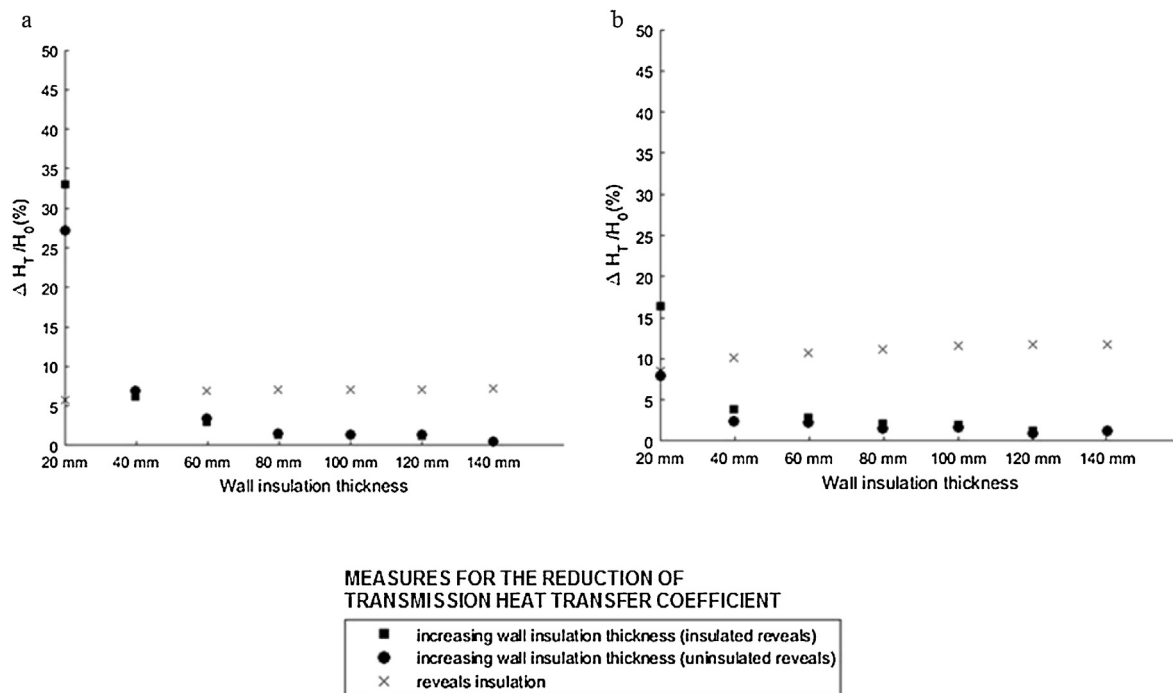 a
50
45
40
35
30
25
20
15
10
5
0
Δ H_T /H_0(%)
20 mm 40 mm 60 mm 80 mm 100 mm 120 mm 140 mm
Wall insulation thickness
b
50
45
40
35
30
25
20
15
10
5
0
Δ H_T /H_0(%)
20 mm 40 mm 60 mm 80 mm 100 mm 120 mm 140 mm
Wall insulation thickness
MEASURES FOR THE REDUCTION OF
TRANSMISSION HEAT TRANSFER COEFFICIENT
increasing wall insulation thickness (insulated reveals)
increasing wall insulation thickness (uninsulated reveals)
reveals insulation